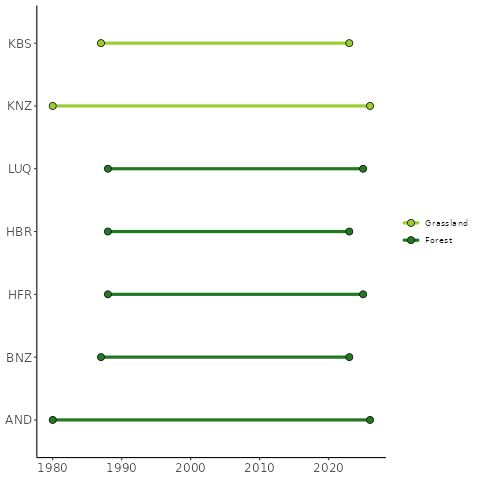 KBS
KNZ
LUQ
HBR
HFR
BNZ
AND
1980 1990 2000 2010 2020
Grassland
Forest